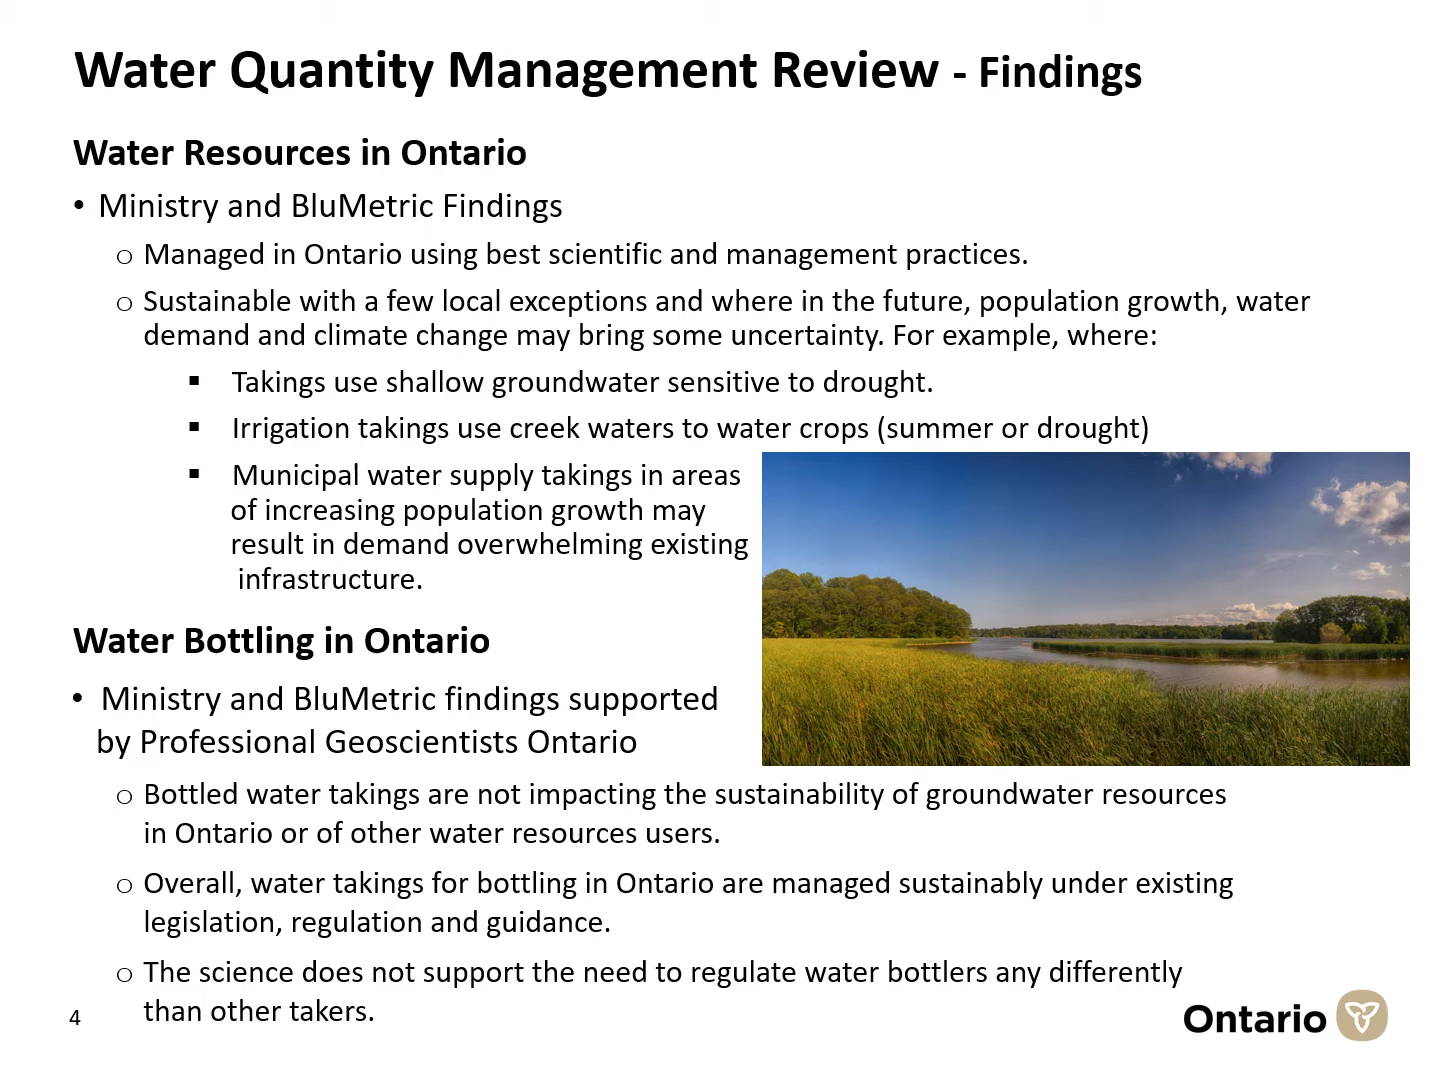 Water Quantity Management Review - Findings
Water Resources in Ontario
• Ministry and BluMetric Findings
o Managed in Ontario using best scientific and management practices.
o Sustainable with a few local exceptions and where in the future, population growth, water
demand and climate change may bring some uncertainty. For example, where:
▪ Takings use shallow groundwater sensitive to drought.
▪ Irrigation takings use creek waters to water crops (summer or drought)
▪ Municipal water supply takings in areas
of increasing population growth may
result in demand overwhelming existing
infrastructure.
Water Bottling in Ontario
• Ministry and BluMetric findings supported
by Professional Geoscientists Ontario
o Bottled water takings are not impacting the sustainability of groundwater resources
in Ontario or of other water resources users.
o Overall, water takings for bottling in Ontario are managed sustainably under existing
legislation, regulation and guidance.
o The science does not support the need to regulate water bottlers any differently
than other takers.
4
Ontario